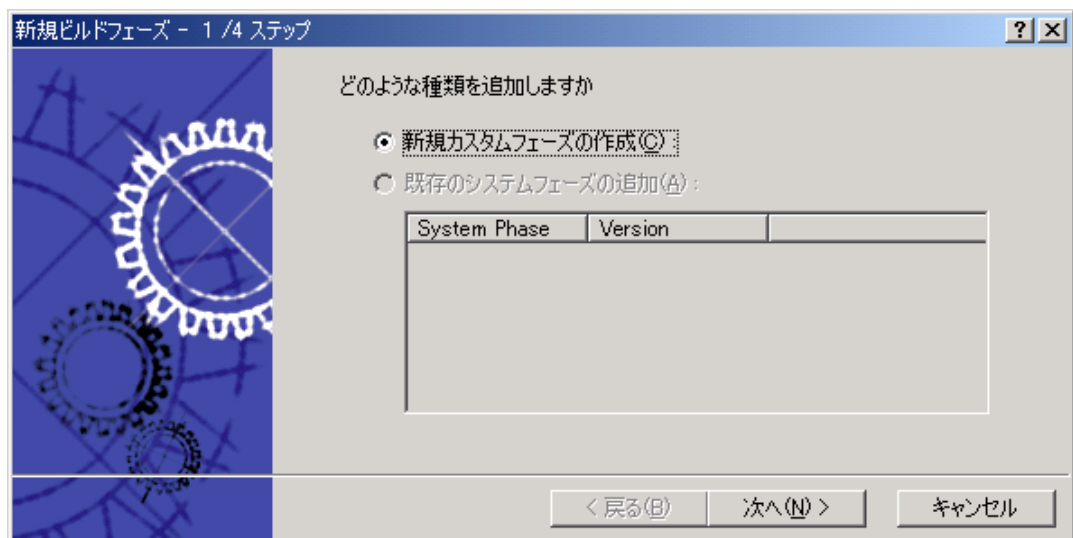 新規ビルドフェーズ - 1 /4 ステップ
どのような種類を追加しますか
新規カスタムフェーズの作成(C) :
既存のシステムフェーズの追加(A) :
System Phase Version
< 戻る(B) 次へ(N) > キャンセル